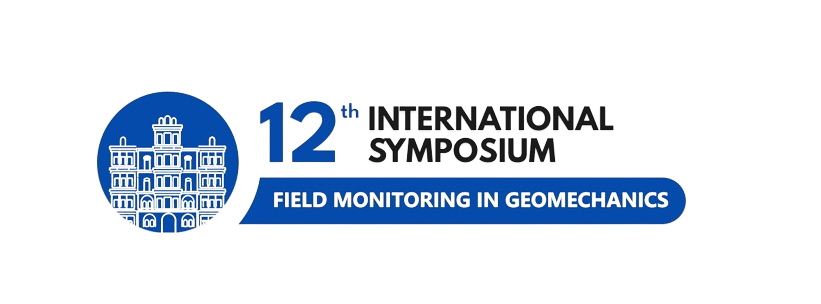 12th INTERNATIONAL
SYMPOSIUM
FIELD MONITORING IN GEOMECHANICS